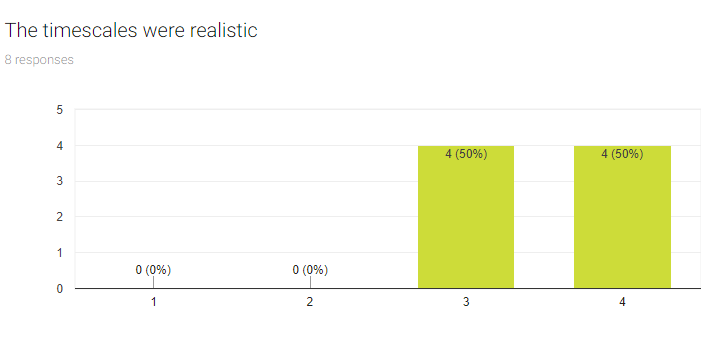 The timescales were realistic
8 responses
5
4
4 (50%) 4 (50%)
3
2
1
0 (0%) 0 (0%)
0
1 2 3 4